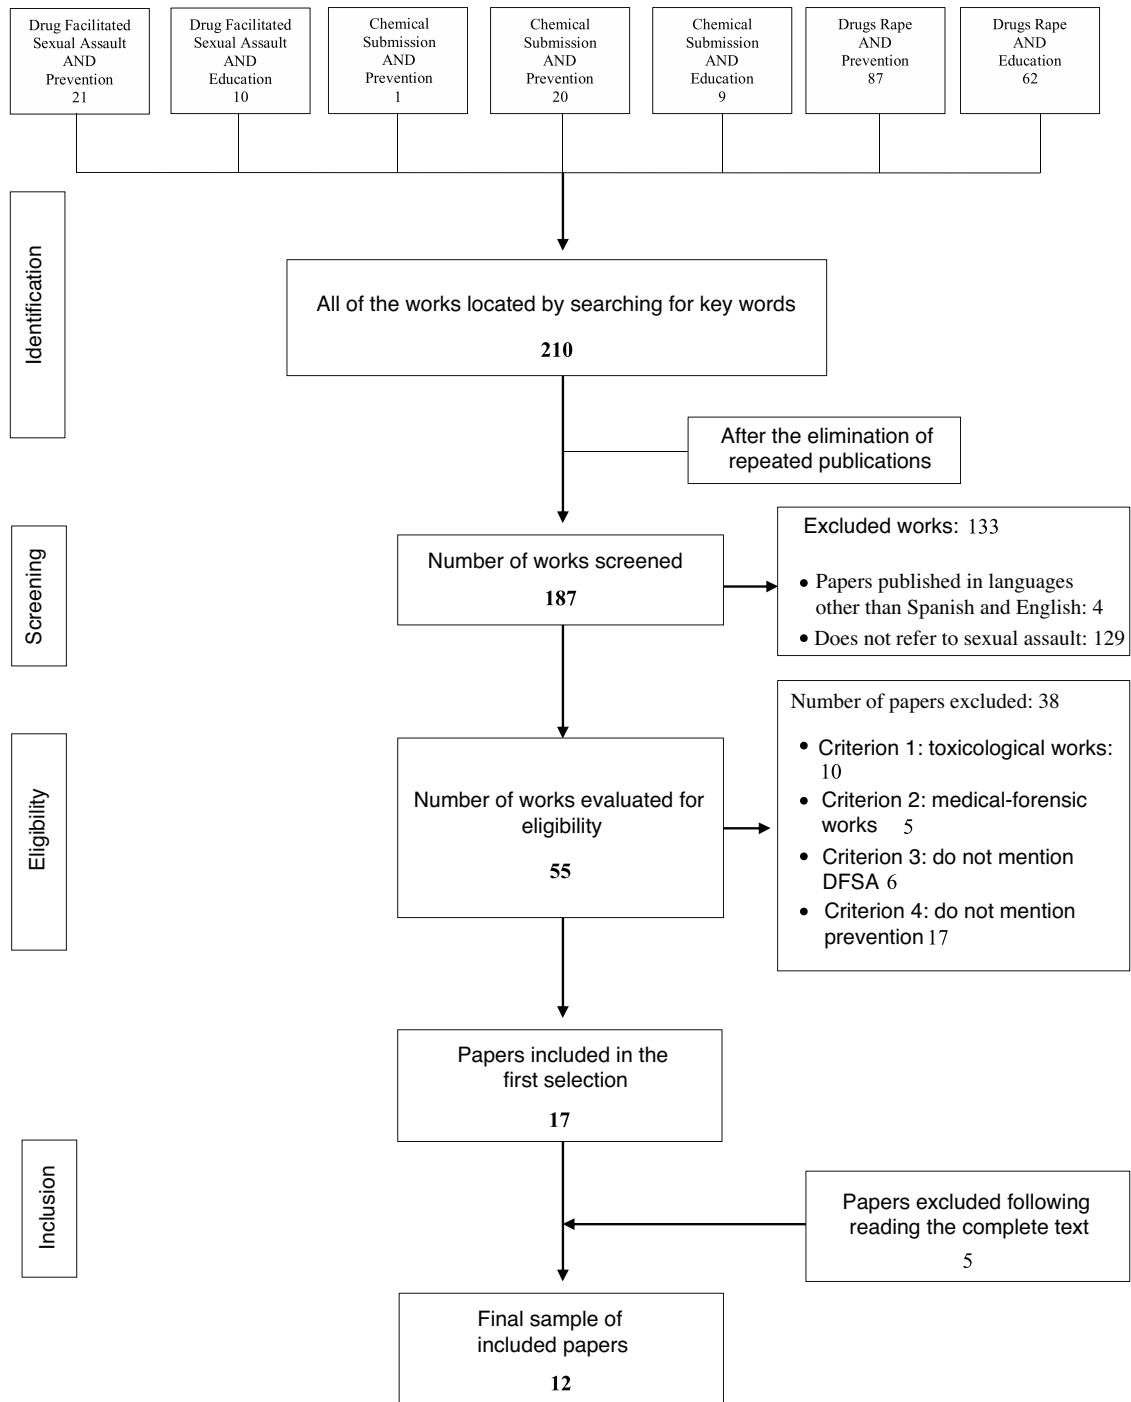 Drug Facilitated
Sexual Assault
AND
Prevention
21
Drug Facilitated
Sexual Assault
AND
Education
10
Chemical
Submission
AND
Prevention
1
Chemical
Submission
AND
Prevention
20
Chemical
Submission
AND
Education
9
Drugs Rape
AND
Prevention
87
Drugs Rape
AND
Education
62
Identification
All of the works located by searching for key words
210
After the elimination of
repeated publications
Screening
Number of works screened
187
Excluded works: 133
• Papers published in languages
other than Spanish and English: 4
• Does not refer to sexual assault: 129
Eligibility
Number of works evaluated for
eligibility
55
Number of papers excluded: 38
• Criterion 1: toxicological works:
10
• Criterion 2: medical-forensic
works 5
• Criterion 3: do not mention
DFSA 6
• Criterion 4: do not mention
prevention 17
Papers included in the
first selection
17
Inclusion
Papers excluded following
reading the complete text
5
Final sample of
included papers
12